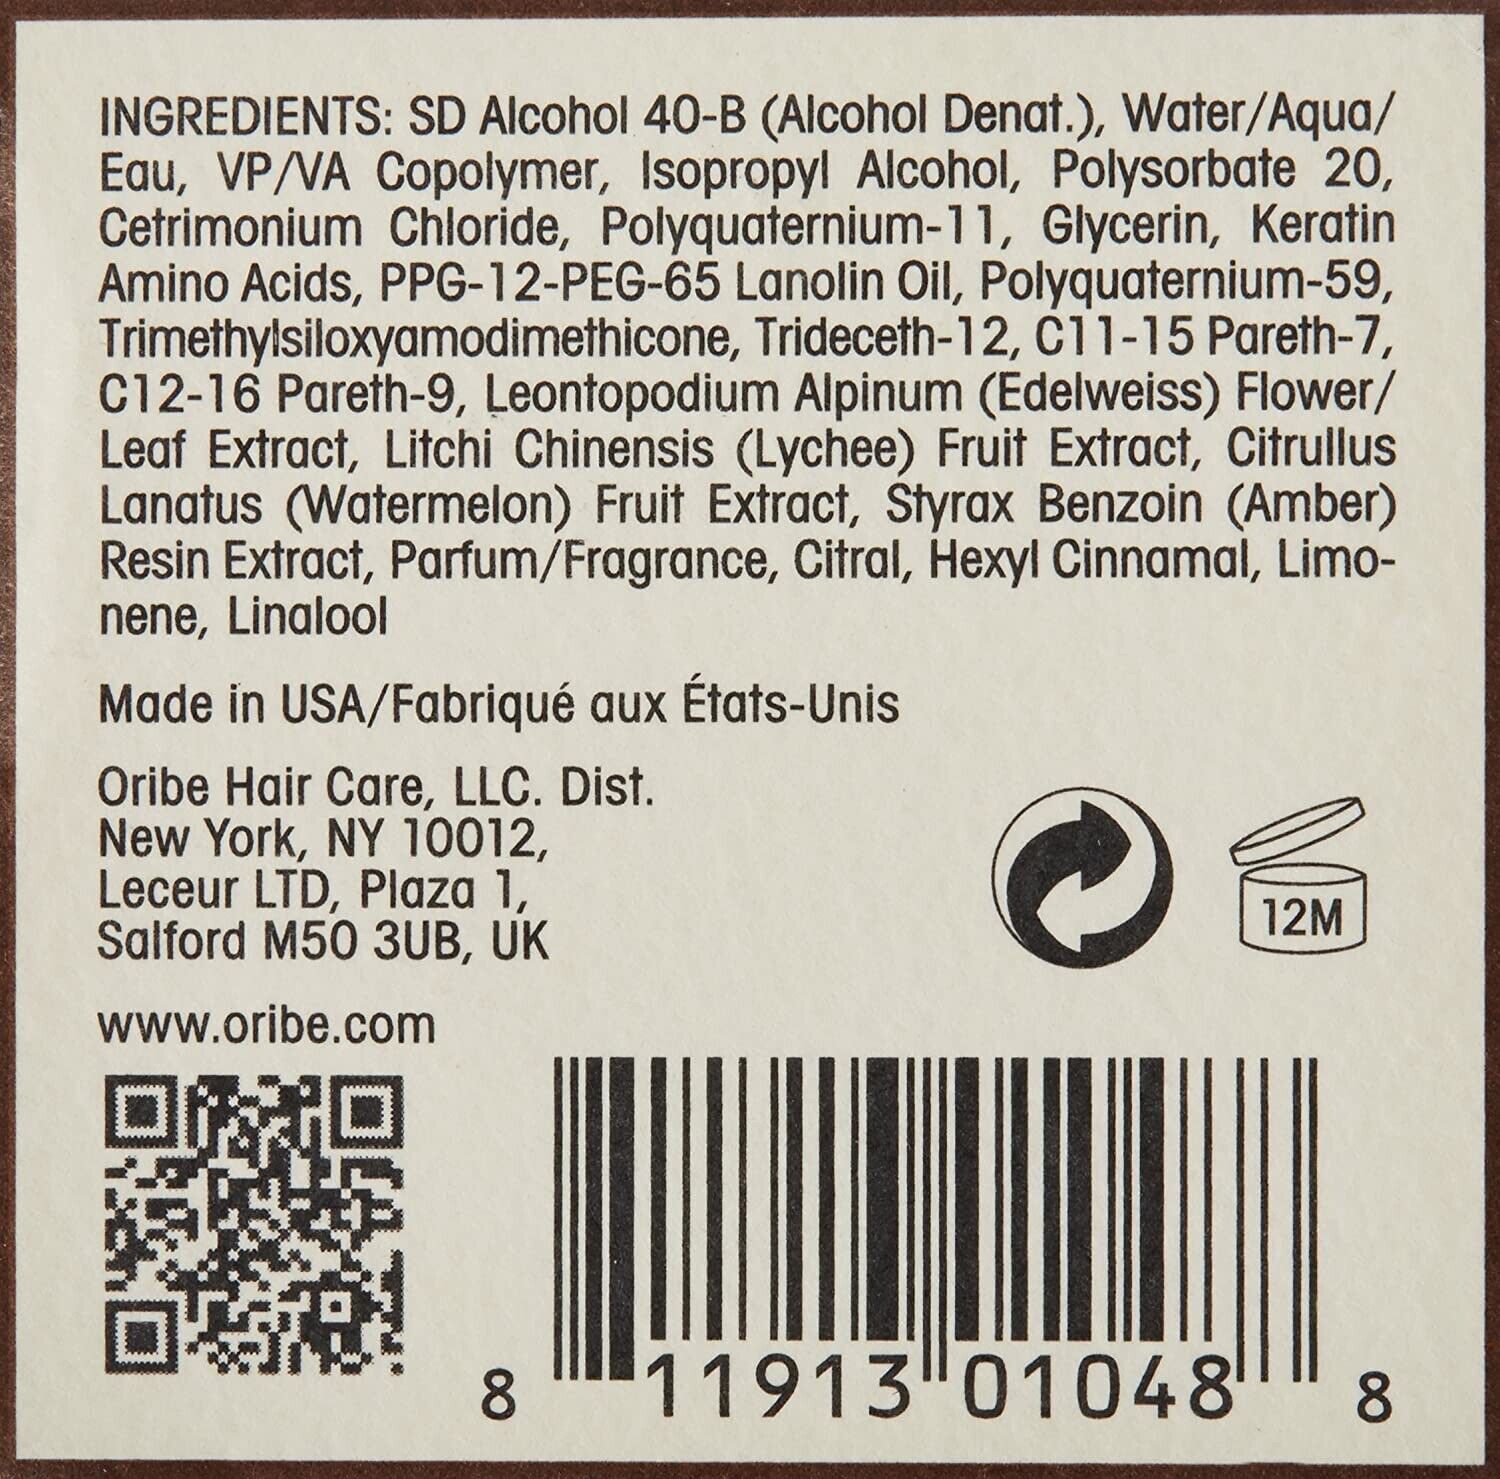 INGREDIENTS: SD Alcohol 40-B (Alcohol Denat.), Water/Aqua/
Eau, VP/VA Copolymer, Isopropyl Alcohol, Polysorbate 20,
Cetrimonium Chloride, Polyquaternium-11, Glycerin, Keratin
Amino Acids, PPG-12-PEG-65 Lanolin Oil, Polyquaternium-59,
Trimethylsiloxyamodimethicone, Trideceth-12, C11-15 Pareth-7,
C12-16 Pareth-9, Leontopodium Alpinum (Edelweiss) Flower/
Leaf Extract, Litchi Chinensis (Lychee) Fruit Extract, Citrullus
Lanatus (Watermelon) Fruit Extract, Styrax Benzoin (Amber)
Resin Extract, Parfum/Fragrance, Citral, Hexyl Cinnamal, Limo-
nene, Linalool
Made in USA/Fabriqué aux États-Unis
Oribe Hair Care, LLC. Dist.
New York, NY 10012,
Leceur LTD, Plaza 1,
Salford M50 3UB, UK
12M
www.oribe.com
8 11913 01048 8